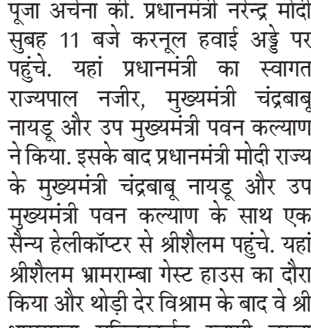 पूजा अर्चना की. प्रधानमंत्री नरेन्द्र मोदी
सुबह 11 बजे करनूल हवाई अड्डे पर
पहुंचे. यहां प्रधानमंत्री का स्वागत
राज्यपाल नजीर, मुख्यमंत्री चंद्रबाबू
नायडू और उप मुख्यमंत्री पवन कल्याण
ने किया. इसके बाद प्रधानमंत्री मोदी राज्य
के मुख्यमंत्री चंद्रबाबू नायडू और उप
मुख्यमंत्री पवन कल्याण के साथ एक
सैन्य हेलीकॉप्टर से श्रीशैलम पहुंचे. यहां
श्रीशैलम भ्रामराम्बा गेस्ट हाउस का दौरा
किया और थोड़ी देर विश्राम के बाद वे श्री